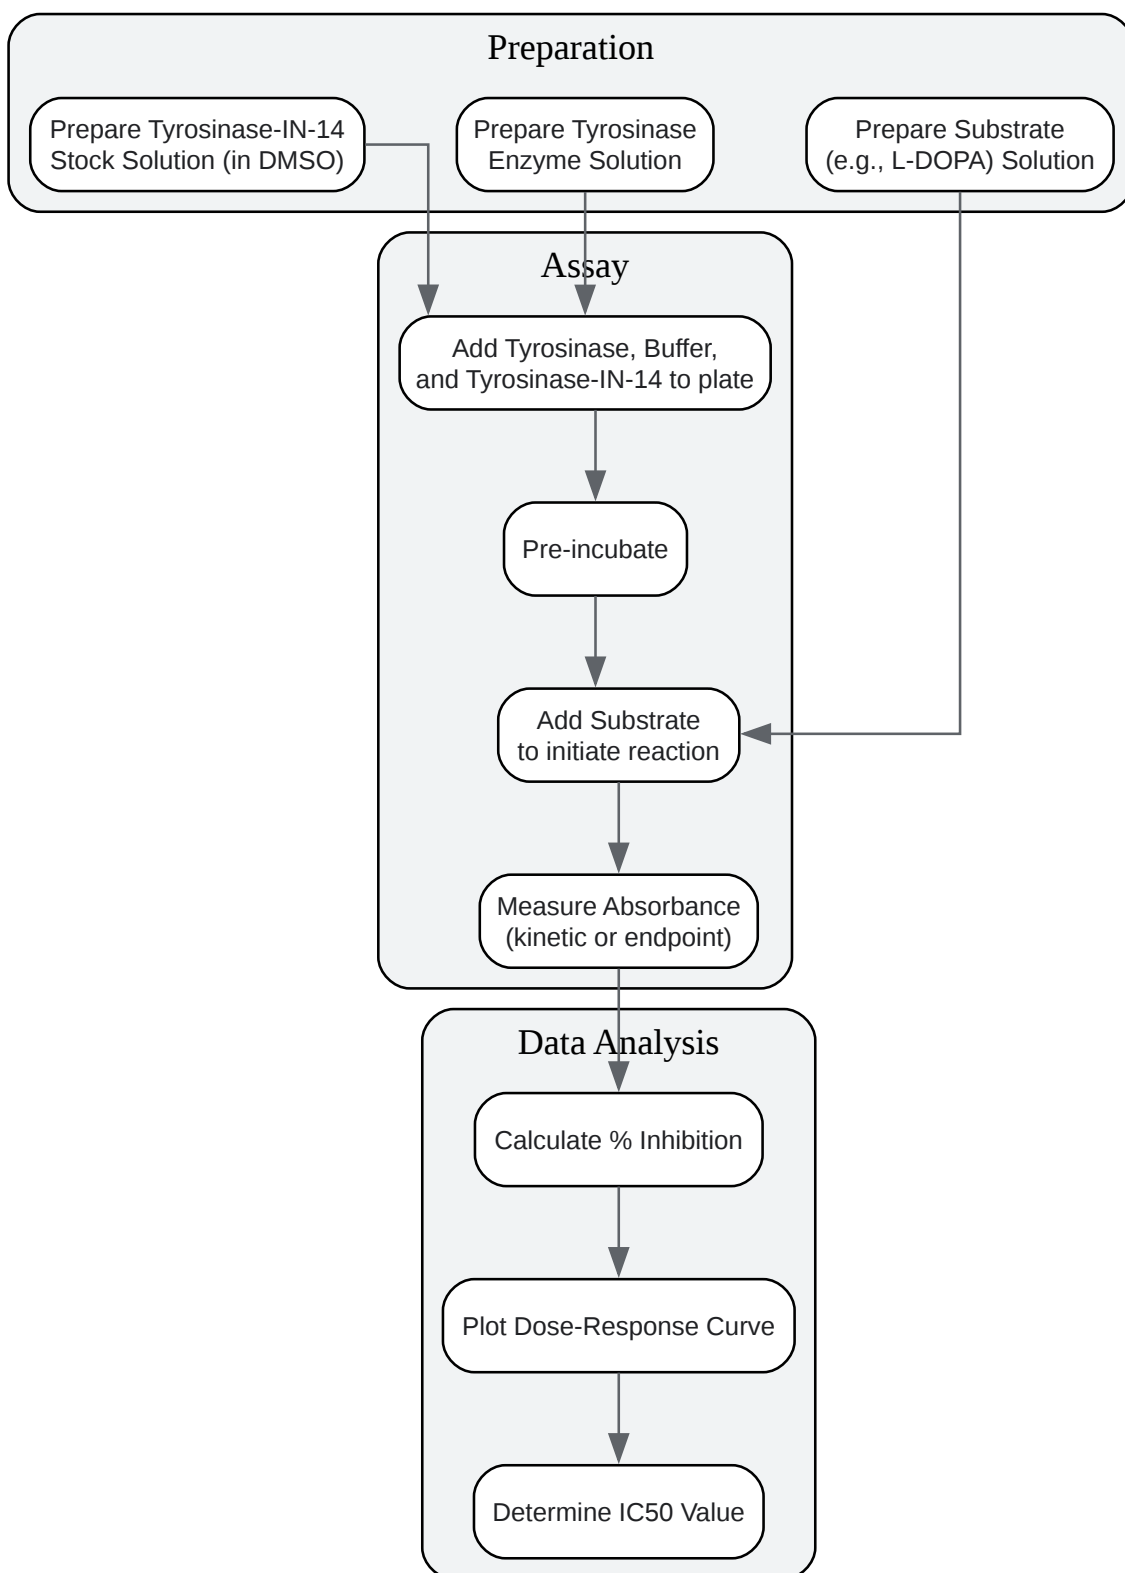 Preparation
Prepare Tyrosinase-IN-14
Stock Solution (in DMSO)
Prepare Tyrosinase
Enzyme Solution
Prepare Substrate
(e.g., L-DOPA) Solution
Assay
Add Tyrosinase, Buffer,
and Tyrosinase-IN-14 to plate
Pre-incubate
Add Substrate
to initiate reaction
Measure Absorbance
(kinetic or endpoint)
Data Analysis
Calculate % Inhibition
Plot Dose-Response Curve
Determine IC50 Value